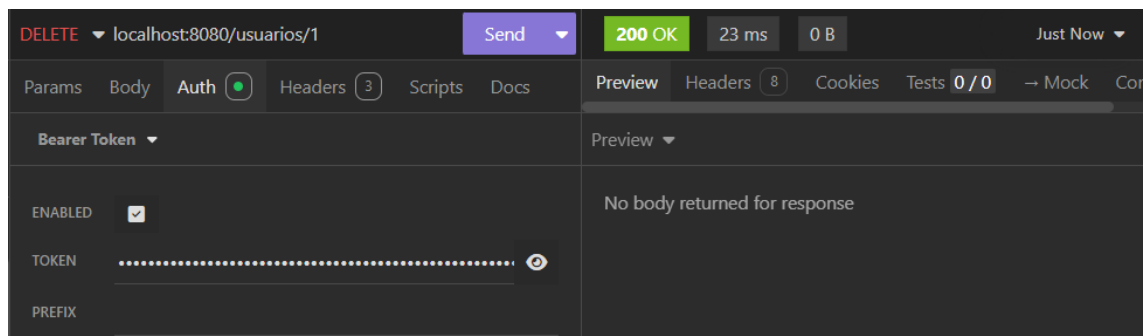 DELETE localhost:8080/usuarios/1 Send 200 OK 23 ms 0 B Just Now
Params Body Auth Headers 3 Scripts Docs Preview Headers 8 Cookies Tests 0 / 0 → Mock Cor
Bearer Token Preview
No body returned for response
ENABLED
TOKEN ••••••••••••••••••••••••••••••••••••••••••••••••••••••
PREFIX